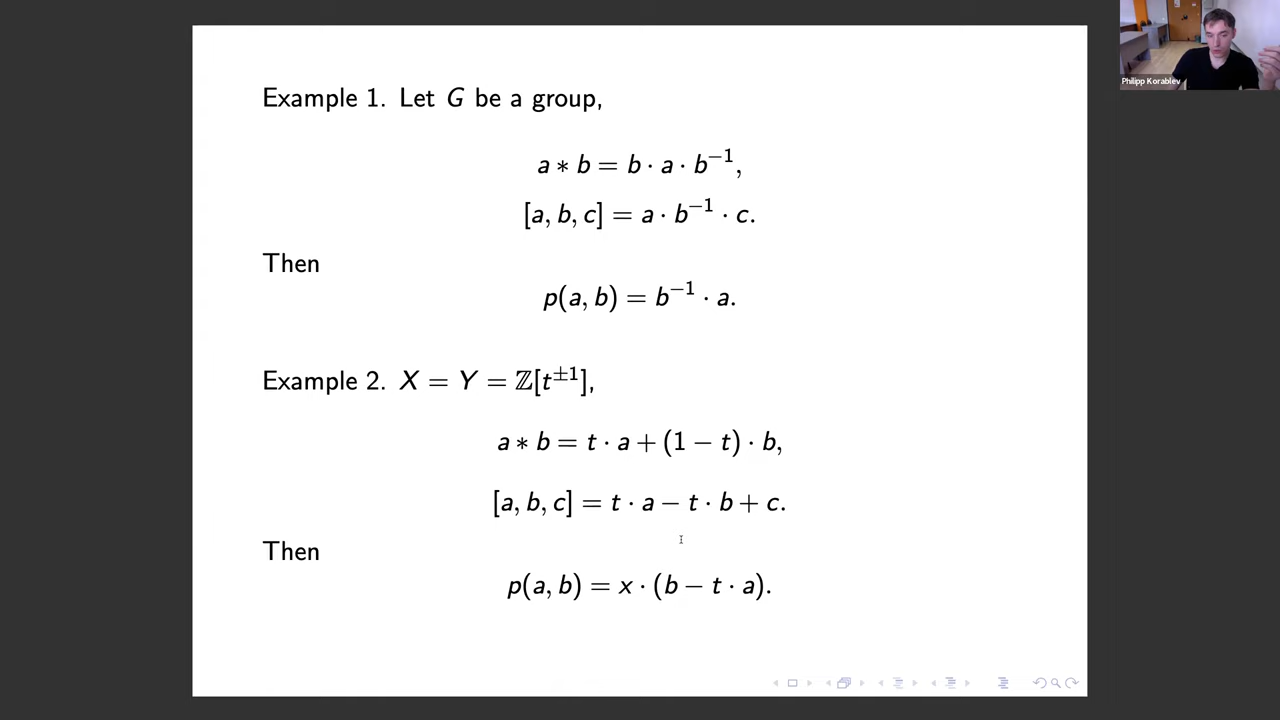 Example 1. Let G be a group,
a ∗ b = b · a · b⁻¹,
[a, b, c] = a · b⁻¹ · c.
Then
p(a, b) = b⁻¹ · a.
Example 2. X = Y = ℤ[t^{±1}],
a ∗ b = t · a + (1 − t) · b,
[a, b, c] = t · a − t · b + c.
Then
p(a, b) = x · (b − t · a).
Philipp Korablev